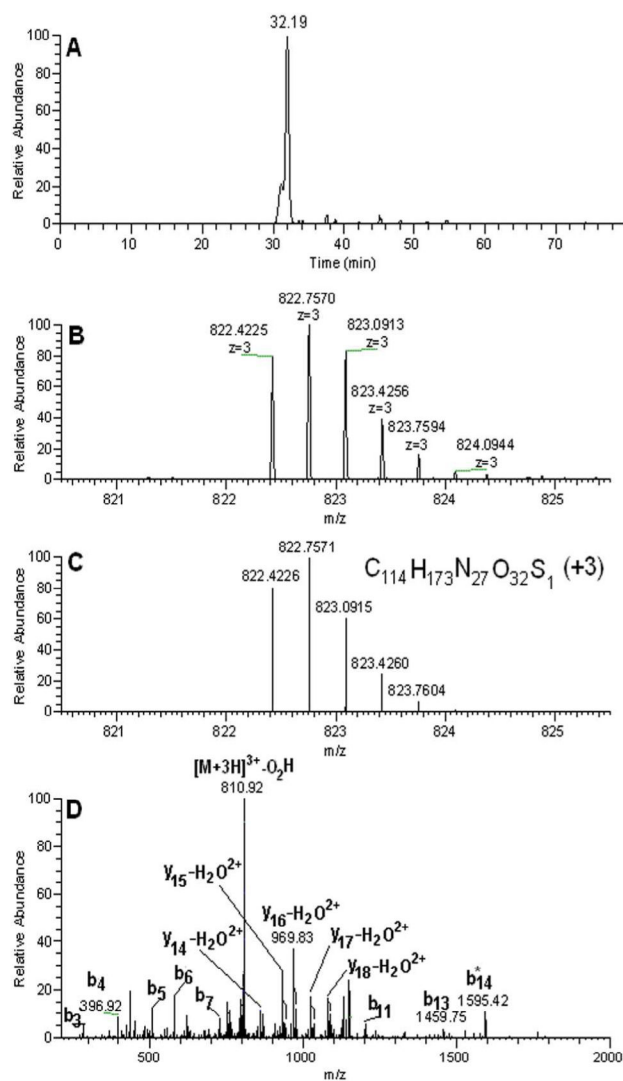 A
32.19
Relative Abundance
100
80
60
40
20
0
0 10 20 30 40 50 60 70
Time (min)
B
822.7570
z=3
822.4225
z=3
823.0913
z=3
823.4256
z=3
823.7594
z=3
824.0944
z=3
Relative Abundance
100
80
60
40
20
0
821 822 823 824 825
m/z
C
822.7571
822.4226
823.0915
823.4260
823.7604
C₁₁₄H₁₇₃N₂₇O₃₂S₁ (+3)
Relative Abundance
100
80
60
40
20
0
821 822 823 824 825
m/z
D
[M+3H]³⁺-O₂H
810.92
y₁₅-H₂O²⁺
y₁₆-H₂O²⁺
969.83
y₁₄-H₂O²⁺
y₁₇-H₂O²⁺
y₁₈-H₂O²⁺
b₃
b₄
396.92
b₅
b₆
b₇
b₁₁
b₁₃
1459.75
b*₁₄
1595.42
Relative Abundance
100
80
60
40
20
0
500 1000 1500 2000
m/z